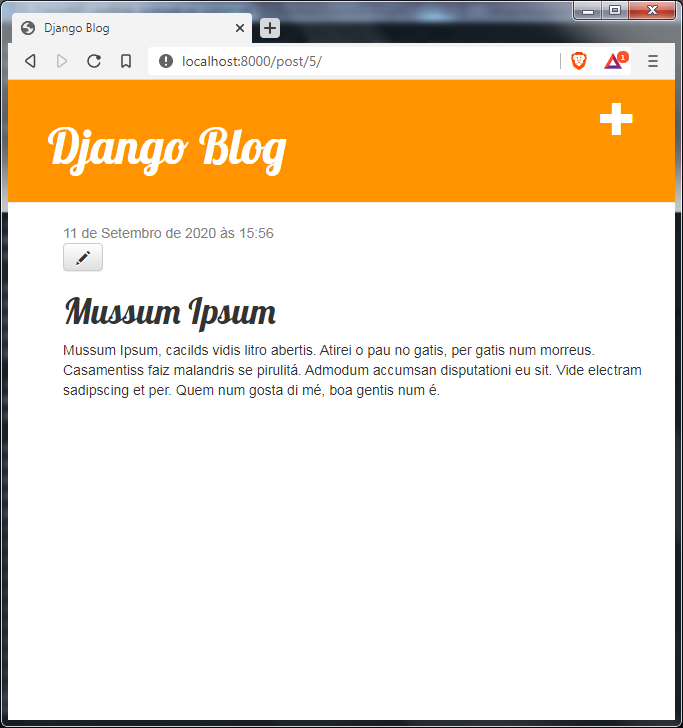 Django Blog
localhost:8000/post/5/
1
Django Blog
11 de Setembro de 2020 às 15:56
Mussum Ipsum
Mussum Ipsum, cacilds vidis litro abertis. Atirei o pau no gatis, per gatis num morreus.
Casamentiss faiz malandris se pirulitá. Admodum accumsan disputationi eu sit. Vide electram
sadipscing et per. Quem num gosta di mé, boa gentis num é.